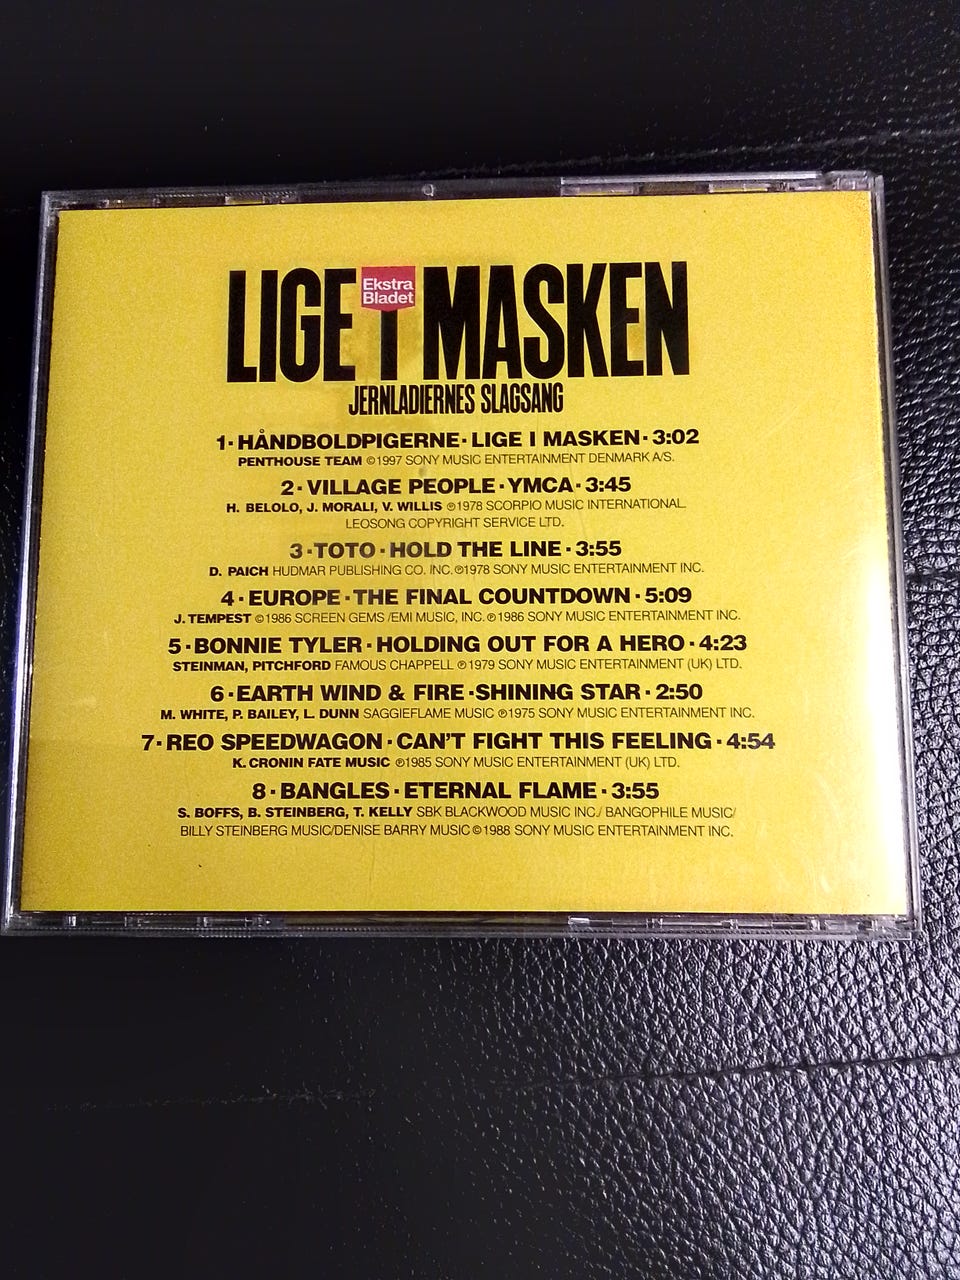 LIGE I MASKEN
Ekstra
Bladet
JERNLADIERNES SLAGSANG
1·HÅNDBOLDPIGERNE·LIGE I MASKEN·3:02
PENTHOUSE TEAM ©1997 SONY MUSIC ENTERTAINMENT DENMARK A/S.
2·VILLAGE PEOPLE·YMCA·3:45
H. BELOLO, J. MORALI, V. WILLIS ℗1978 SCORPIO MUSIC INTERNATIONAL.
LEOSONG COPYRIGHT SERVICE LTD.
3·TOTO·HOLD THE LINE·3:55
D. PAICH HUDMAR PUBLISHING CO. INC.℗1978 SONY MUSIC ENTERTAINMENT INC.
4·EUROPE·THE FINAL COUNTDOWN·5:09
J. TEMPEST ©1986 SCREEN GEMS /EMI MUSIC, INC.℗1986 SONY MUSIC ENTERTAINMENT INC.
5·BONNIE TYLER·HOLDING OUT FOR A HERO·4:23
STEINMAN, PITCHFORD FAMOUS CHAPPELL ℗1979 SONY MUSIC ENTERTAINMENT (UK) LTD.
6·EARTH WIND & FIRE·SHINING STAR·2:50
M. WHITE, P. BAILEY, L. DUNN SAGGIEFLAME MUSIC ℗1975 SONY MUSIC ENTERTAINMENT INC.
7·REO SPEEDWAGON·CAN'T FIGHT THIS FEELING·4:54
K. CRONIN FATE MUSIC ℗1985 SONY MUSIC ENTERTAINMENT (UK) LTD.
8·BANGLES·ETERNAL FLAME·3:55
S. BOFFS, B. STEINBERG, T. KELLY SBK BLACKWOOD MUSIC INC./ BANGOPHILE MUSIC/
BILLY STEINBERG MUSIC/DENISE BARRY MUSIC ©1988 SONY MUSIC ENTERTAINMENT INC.